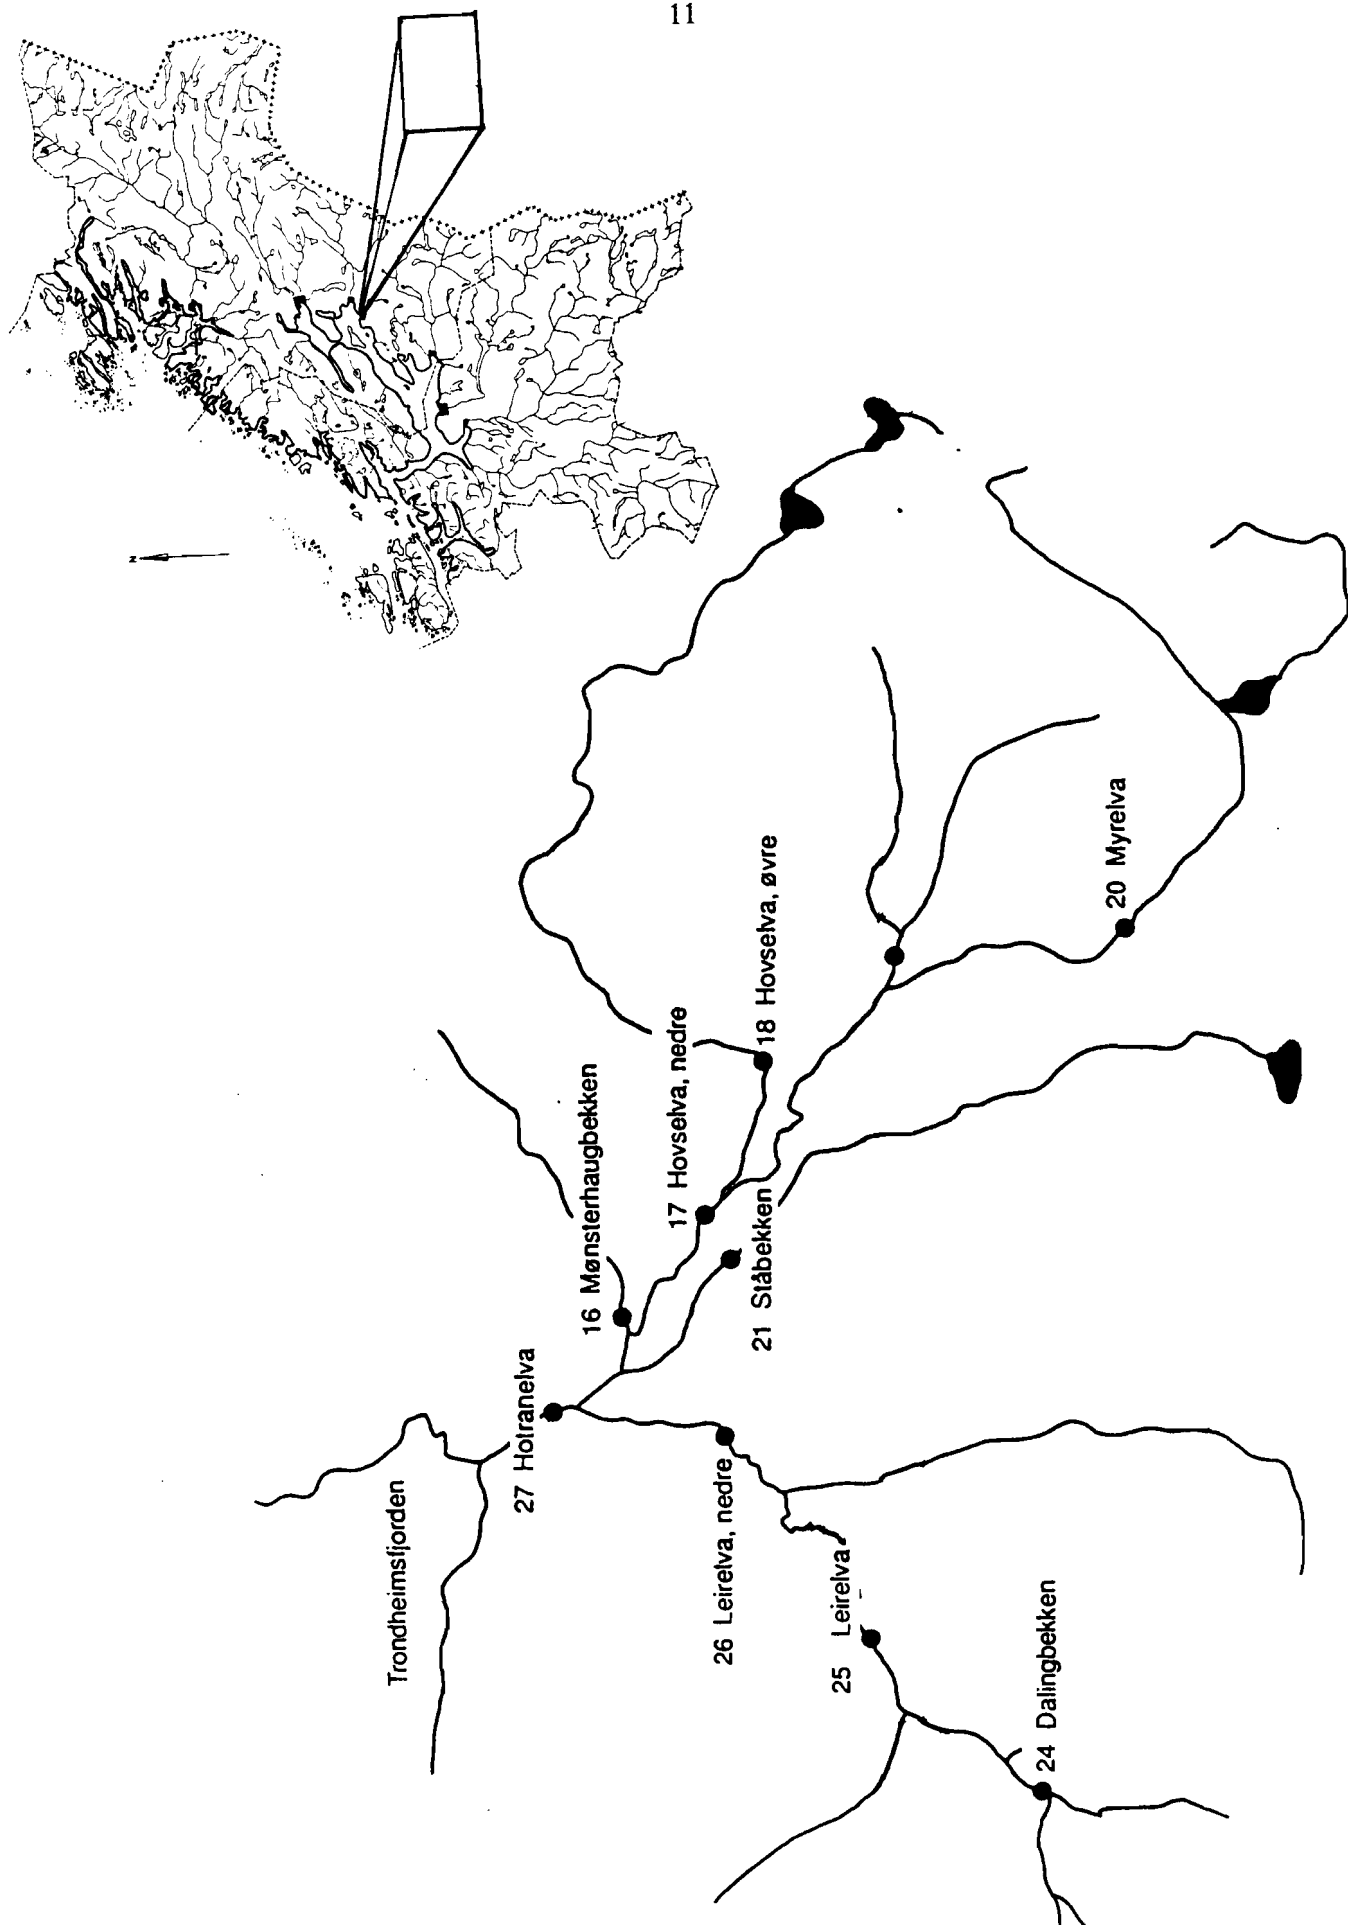 11
N
Trondheimsfjorden
27 Hotranelva
16 Mønsterhaugbekken
17 Hovselva, nedre
18 Hovselva, øvre
21 Ståbekken
20 Myrelva
26 Leirelva, nedre
25 Leirelva
24 Dalingbekken